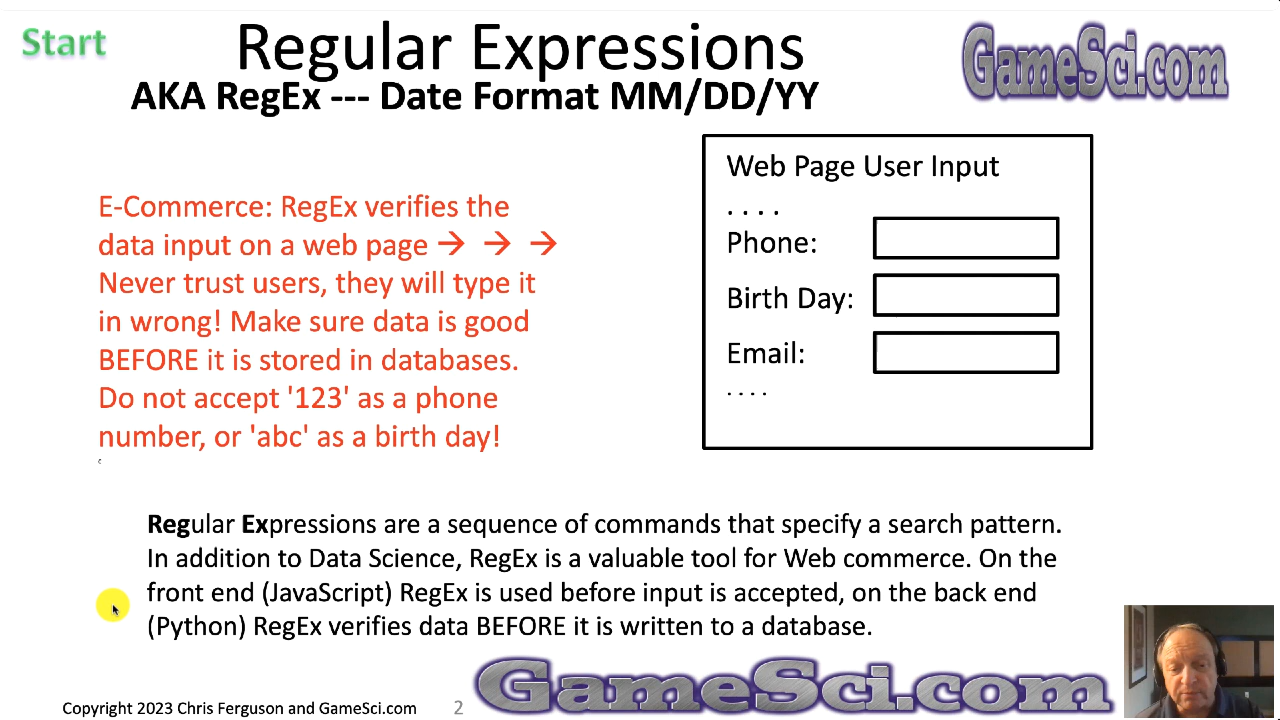 Start
Regular Expressions
AKA RegEx --- Date Format MM/DD/YY
GameSci.com
E-Commerce: RegEx verifies the
data input on a web page → → →
Never trust users, they will type it
in wrong! Make sure data is good
BEFORE it is stored in databases.
Do not accept '123' as a phone
number, or 'abc' as a birth day!
Web Page User Input
. . . .
Phone:
Birth Day:
Email:
. . . .
Regular Expressions are a sequence of commands that specify a search pattern.
In addition to Data Science, RegEx is a valuable tool for Web commerce. On the
front end (JavaScript) RegEx is used before input is accepted, on the back end
(Python) RegEx verifies data BEFORE it is written to a database.
GameSci.com
Copyright 2023 Chris Ferguson and GameSci.com 2